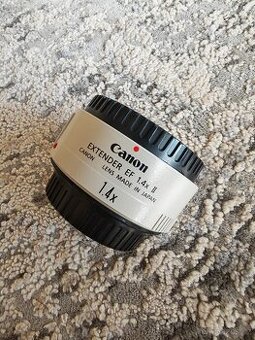 Canon
EXTENDER EF 1.4x II
CANON LENS MADE IN JAPAN
1.4x